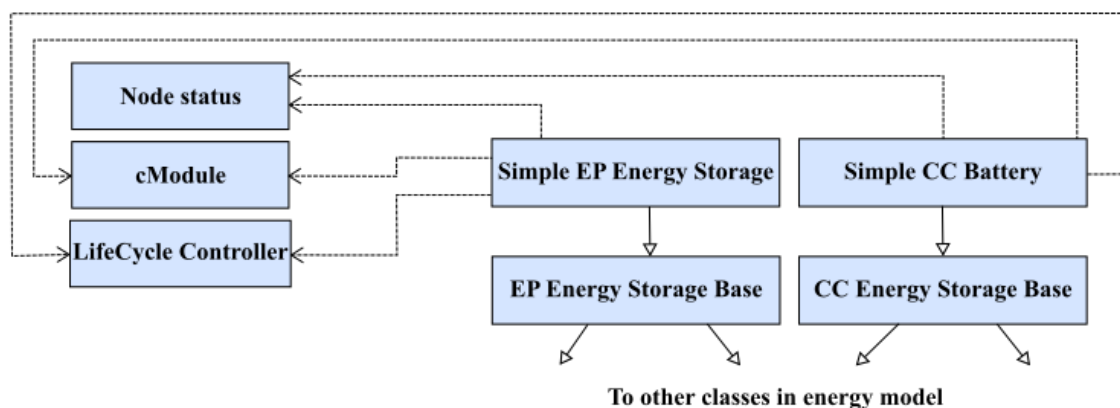 Node status
cModule
LifeCycle Controller
Simple EP Energy Storage
Simple CC Battery
EP Energy Storage Base
CC Energy Storage Base
To other classes in energy model